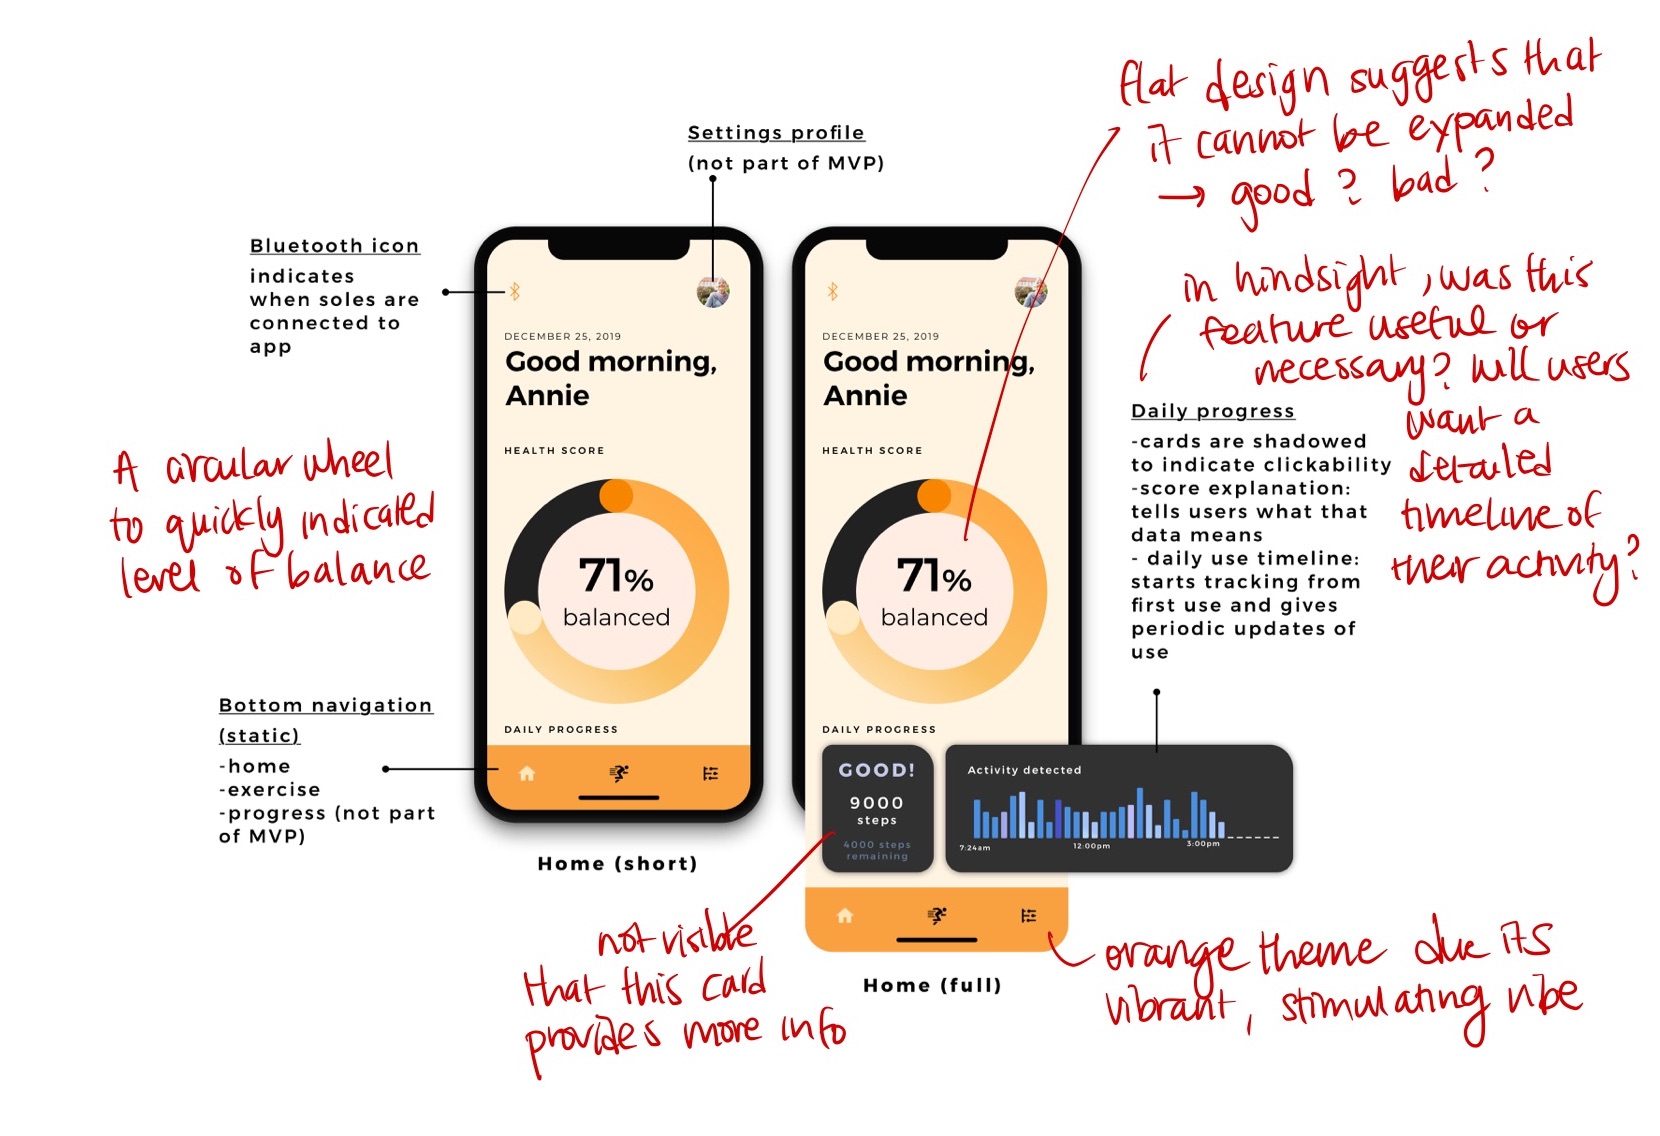 flat design suggests that
it cannot be expanded
→ good? bad?
Settings profile
(not part of MVP)
Bluetooth icon
indicates
when soles are
connected to
app
in hindsight, was this
feature useful or
necessary? will users
want a
detailed
timeline of
their activity?
DECEMBER 25, 2019
Good morning,
Annie
HEALTH SCORE
71%
balanced
DAILY PROGRESS
Home (short)
DECEMBER 25, 2019
Good morning,
Annie
HEALTH SCORE
71%
balanced
DAILY PROGRESS
GOOD!
9000
steps
4000 steps
remaining
Activity detected
7:24am 12:00pm 3:00pm
Home (full)
Daily progress
-cards are shadowed
to indicate clickability
-score explanation:
tells users what that
data means
- daily use timeline:
starts tracking from
first use and gives
periodic updates of
use
A circular wheel
to quickly indicated
level of balance
Bottom navigation
(static)
-home
-exercise
-progress (not part
of MVP)
not visible
that this card
provides more info
orange theme due its
vibrant, stimulating vibe